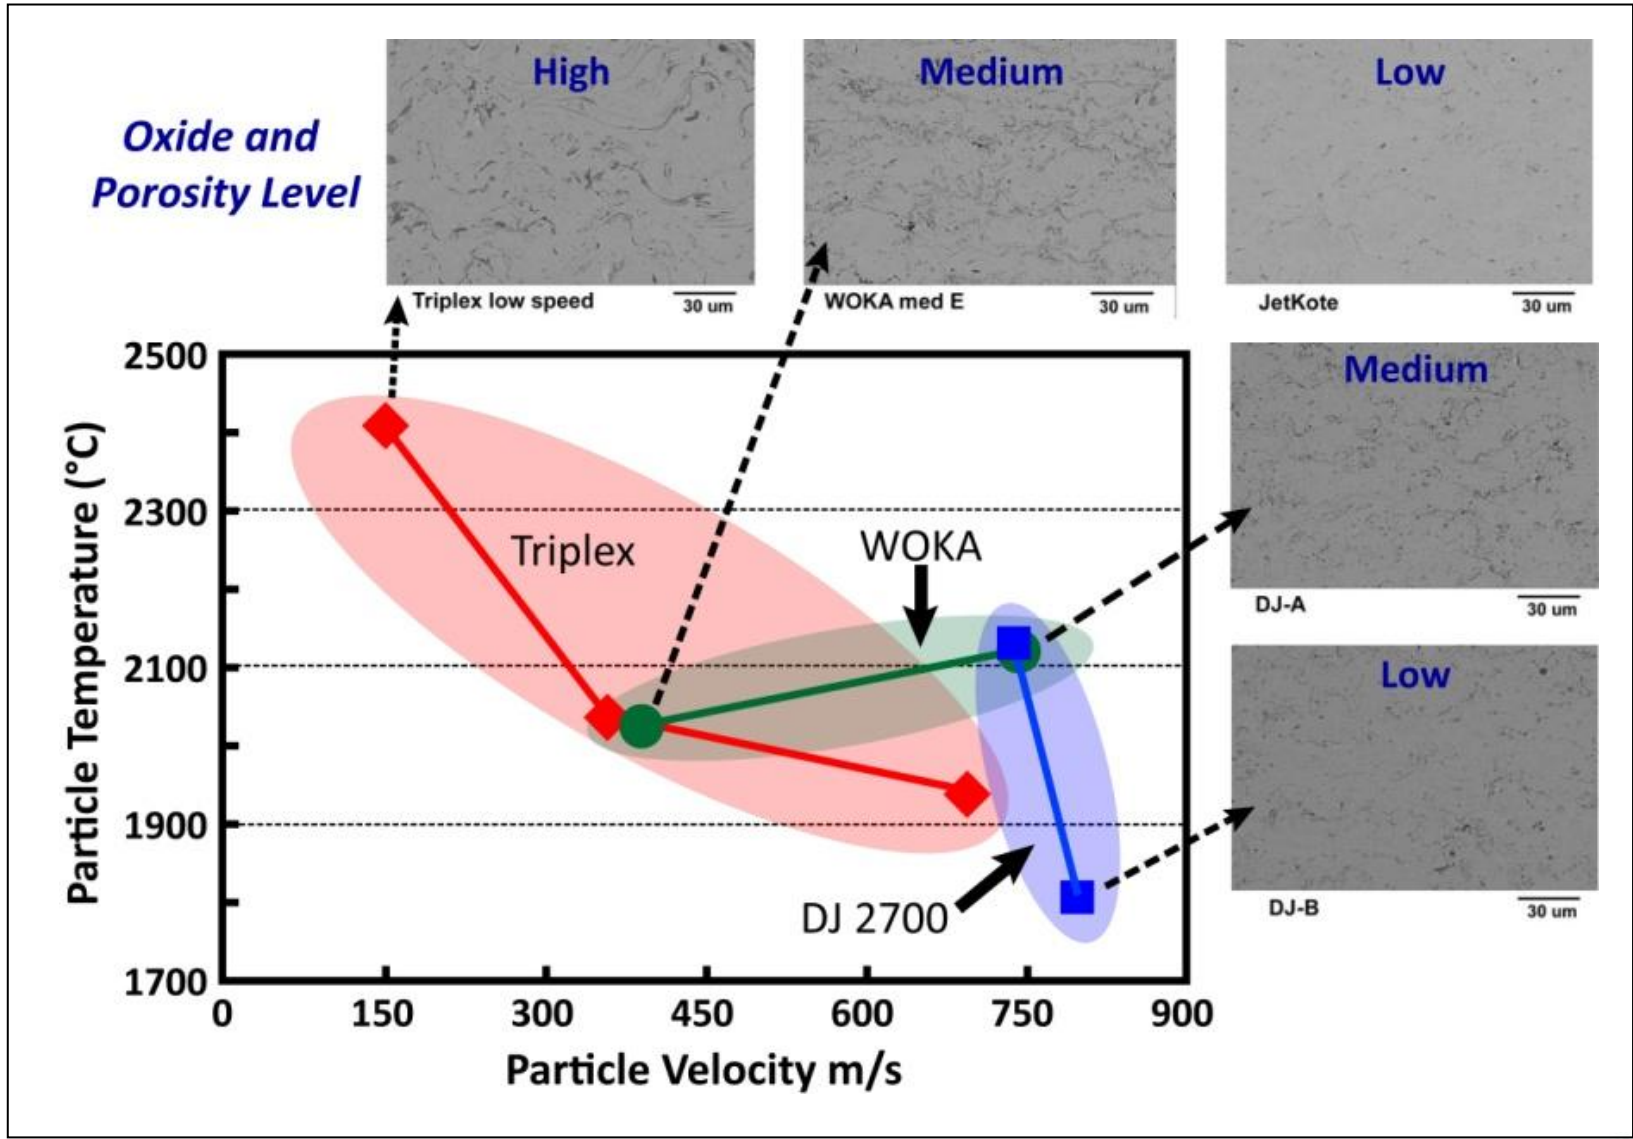 High
Medium
Low
Oxide and
Porosity Level
Triplex low speed
30 um
WOKA med E
30 um
JetKote
30 um
Medium
DJ-A
30 um
Low
DJ-B
30 um
2500
2300
2100
1900
1700
Particle Temperature (°C)
Triplex
WOKA
DJ 2700
0 150 300 450 600 750 900
Particle Velocity m/s